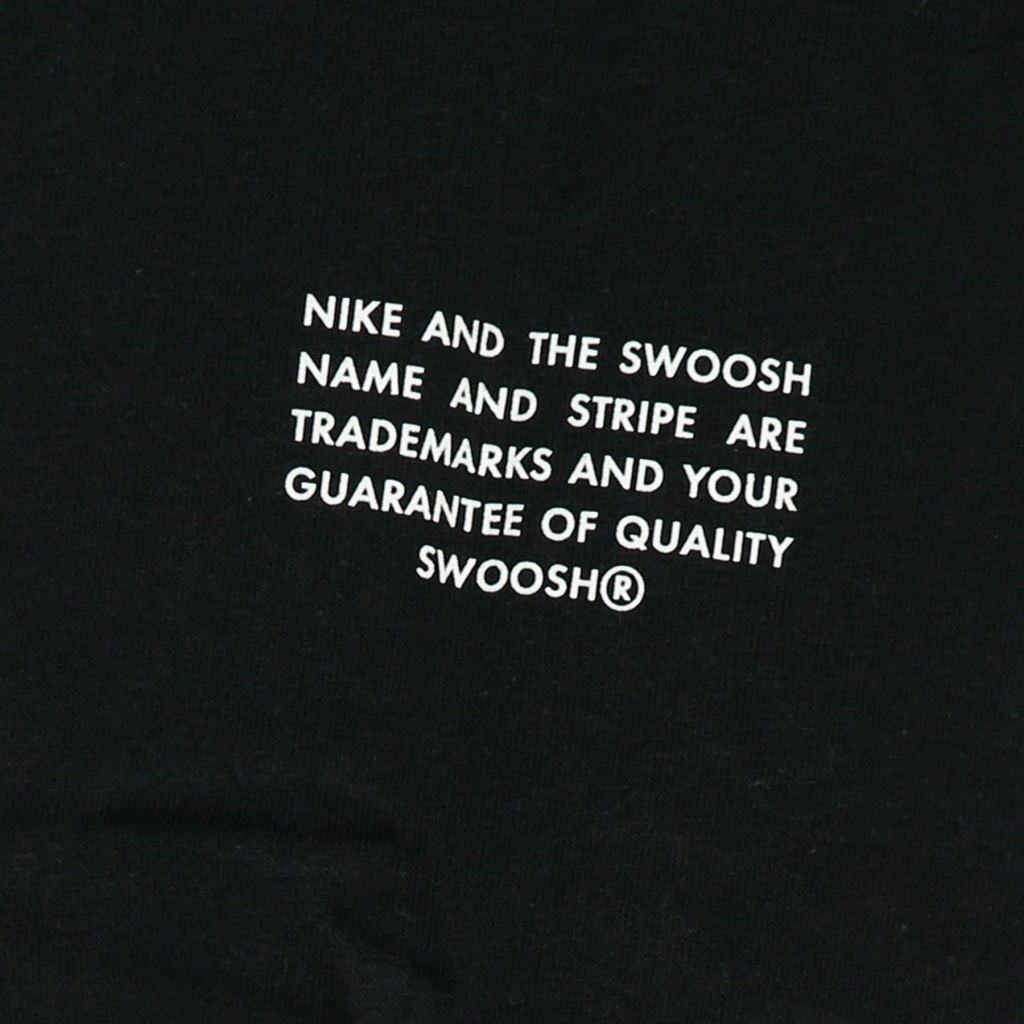 NIKE AND THE SWOOSH
NAME AND STRIPE ARE
TRADEMARKS AND YOUR
GUARANTEE OF QUALITY
SWOOSH®